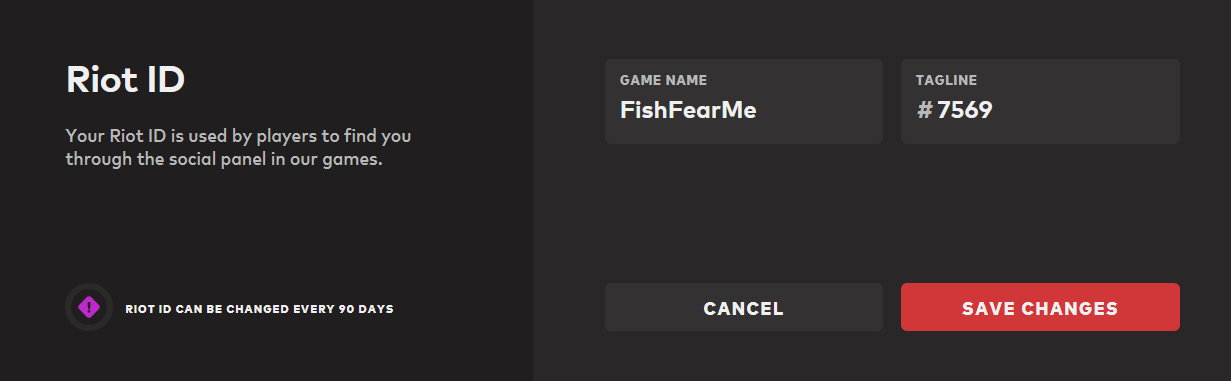 Riot ID
Your Riot ID is used by players to find you
through the social panel in our games.
RIOT ID CAN BE CHANGED EVERY 90 DAYS
GAME NAME
FishFearMe
TAGLINE
# 7569
CANCEL
SAVE CHANGES